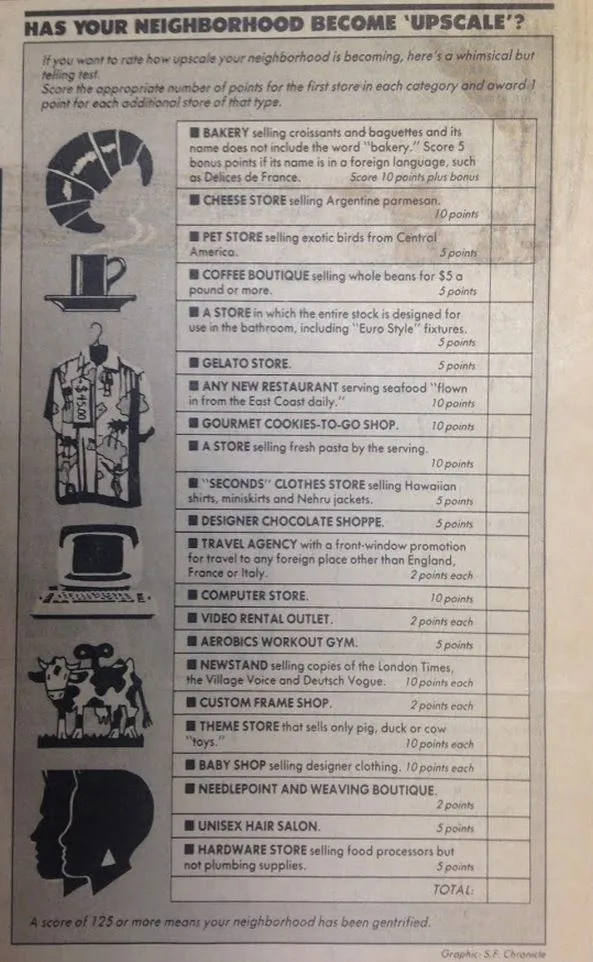 HAS YOUR NEIGHBORHOOD BECOME 'UPSCALE'?
If you want to rate how upscale your neighborhood is becoming, here's a whimsical but
telling test.
Score the appropriate number of points for the first store in each category and award 1
point for each additional store of that type.
■ BAKERY selling croissants and baguettes and its
name does not include the word "bakery." Score 5
bonus points if its name is in a foreign language, such
as Delices de France. Score 10 points plus bonus
■ CHEESE STORE selling Argentine parmesan.
10 points
■ PET STORE selling exotic birds from Central
America. 5 points
■ COFFEE BOUTIQUE selling whole beans for $5 a
pound or more. 5 points
■ A STORE in which the entire stock is designed for
use in the bathroom, including "Euro Style" fixtures.
5 points
■ GELATO STORE. 5 points
■ ANY NEW RESTAURANT serving seafood "flown
in from the East Coast daily." 10 points
■ GOURMET COOKIES-TO-GO SHOP. 10 points
■ A STORE selling fresh pasta by the serving.
10 points
$45.00
■ "SECONDS" CLOTHES STORE selling Hawaiian
shirts, miniskirts and Nehru jackets. 5 points
■ DESIGNER CHOCOLATE SHOPPE. 5 points
■ TRAVEL AGENCY with a front-window promotion
for travel to any foreign place other than England,
France or Italy. 2 points each
■ COMPUTER STORE. 10 points
■ VIDEO RENTAL OUTLET. 2 points each
■ AEROBICS WORKOUT GYM. 5 points
■ NEWSTAND selling copies of the London Times,
the Village Voice and Deutsch Vogue. 10 points each
■ CUSTOM FRAME SHOP. 2 points each
■ THEME STORE that sells only pig, duck or cow
"toys." 10 points each
■ BABY SHOP selling designer clothing. 10 points each
■ NEEDLEPOINT AND WEAVING BOUTIQUE.
2 points
■ UNISEX HAIR SALON. 5 points
■ HARDWARE STORE selling food processors but
not plumbing supplies. 5 points
TOTAL:
A score of 125 or more means your neighborhood has been gentrified.
Graphic: S.F. Chronicle